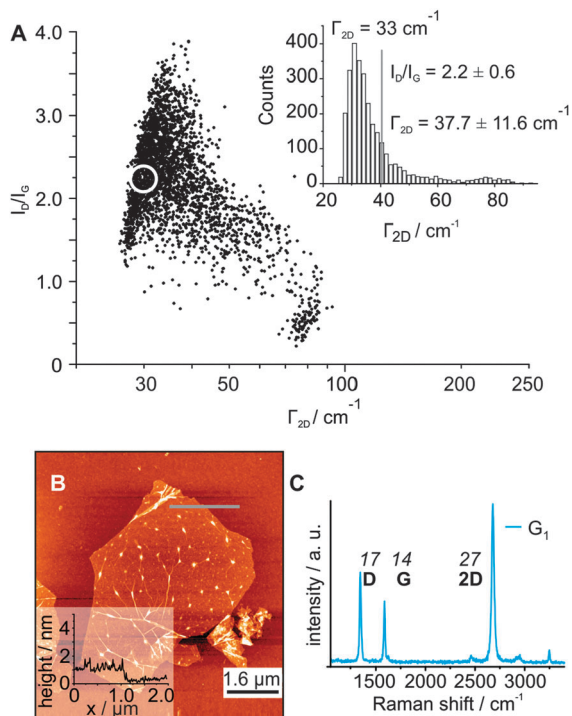 A
4.0
3.0
2.0
1.0
0
I_D/I_G
30
50
100
200
250
Γ_2D / cm⁻¹
Γ_2D = 33 cm⁻¹
I_D/I_G = 2.2 ± 0.6
Γ_2D = 37.7 ± 11.6 cm⁻¹
Counts
400
300
200
100
0
20 40 60 80
Γ_2D / cm⁻¹
B
height / nm
4
2
0
0 1.0 2.0
x / µm
1.6 µm
C
G₁
17 14 27
D G 2D
intensity / a. u.
1500 2000 2500 3000
Raman shift / cm⁻¹